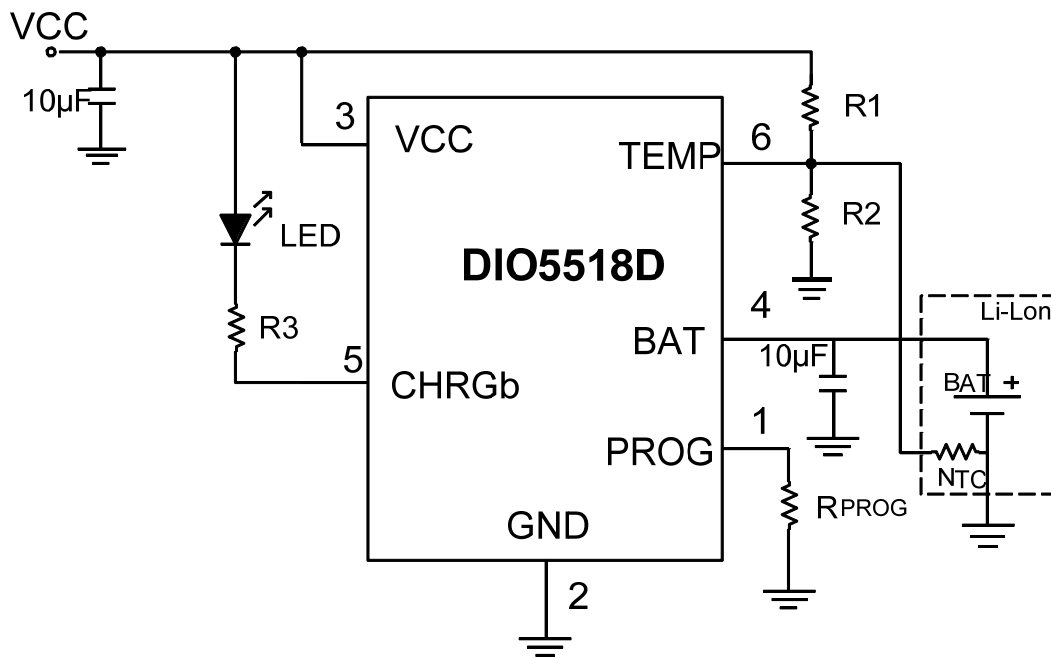 VCC
10µF
3
VCC
TEMP
6
R1
R2
LED
DIO5518D
R3
4
Li-Lon
BAT
10µF
BAT +
5
CHRGb
1
PROG
NTC
RPROG
GND
2